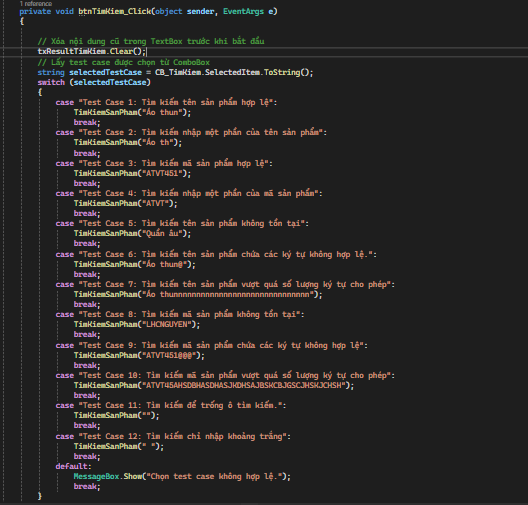 1 reference
private void btnTimKiem_Click(object sender, EventArgs e)
{
// Xóa nội dung cũ trong TextBox trước khi bắt đầu
txResultTimKiem.Clear();
// Lấy test case được chọn từ ComboBox
string selectedTestCase = CB_TimKiem.SelectedItem.ToString();
switch (selectedTestCase)
{
case "Test Case 1: Tìm kiếm tên sản phẩm hợp lệ":
TimKiemSanPham("Áo thun");
break;
case "Test Case 2: Tìm kiếm nhập một phần của tên sản phẩm":
TimKiemSanPham("Áo th");
break;
case "Test Case 3: Tìm kiếm mã sản phẩm hợp lệ":
TimKiemSanPham("ATVT451");
break;
case "Test Case 4: Tìm kiếm nhập một phần của mã sản phẩm":
TimKiemSanPham("ATVT");
break;
case "Test Case 5: Tìm kiếm tên sản phẩm không tồn tại":
TimKiemSanPham("Quần âu");
break;
case "Test Case 6: Tìm kiếm tên sản phẩm chứa các ký tự không hợp lệ.":
TimKiemSanPham("Áo thun@");
break;
case "Test Case 7: Tìm kiếm tên sản phẩm vượt quá số lượng ký tự cho phép":
TimKiemSanPham("Áo thunnnnnnnnnnnnnnnnnnnnnnnnnnnnnn");
break;
case "Test Case 8: Tìm kiếm mã sản phẩm không tồn tại":
TimKiemSanPham("LHCNGUYEN");
break;
case "Test Case 9: Tìm kiếm mã sản phẩm chứa các ký tự không hợp lệ":
TimKiemSanPham("ATVT451@@@");
break;
case "Test Case 10: Tìm kiếm mã sản phẩm vượt quá số lượng ký tự cho phép":
TimKiemSanPham("ATVT45AHSDBHASDHASJKDHSAJBSKCBJGSCJHSKJCHSH");
break;
case "Test Case 11: Tìm kiếm để trống ô tìm kiếm.":
TimKiemSanPham("");
break;
case "Test Case 12: Tìm kiếm chỉ nhập khoảng trắng":
TimKiemSanPham(" ");
break;
default:
MessageBox.Show("Chọn test case không hợp lệ.");
break;
}